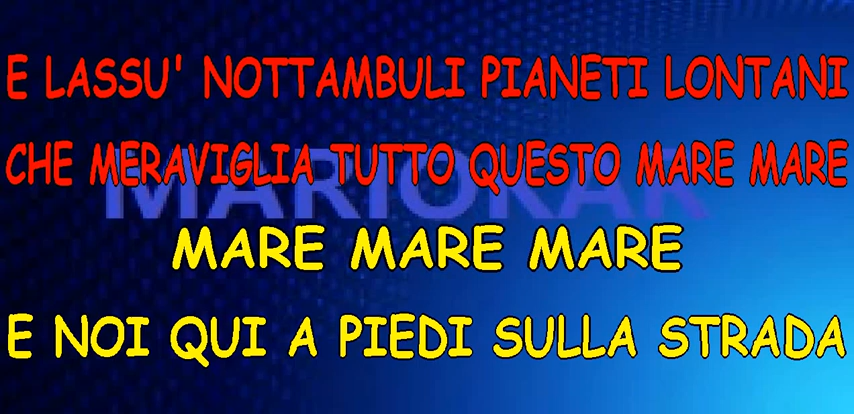 E LASSU' NOTTAMBULI PIANETI LONTANI
CHE MERAVIGLIA TUTTO QUESTO MARE MARE
MARIOKAR
MARE MARE MARE
E NOI QUI A PIEDI SULLA STRADA